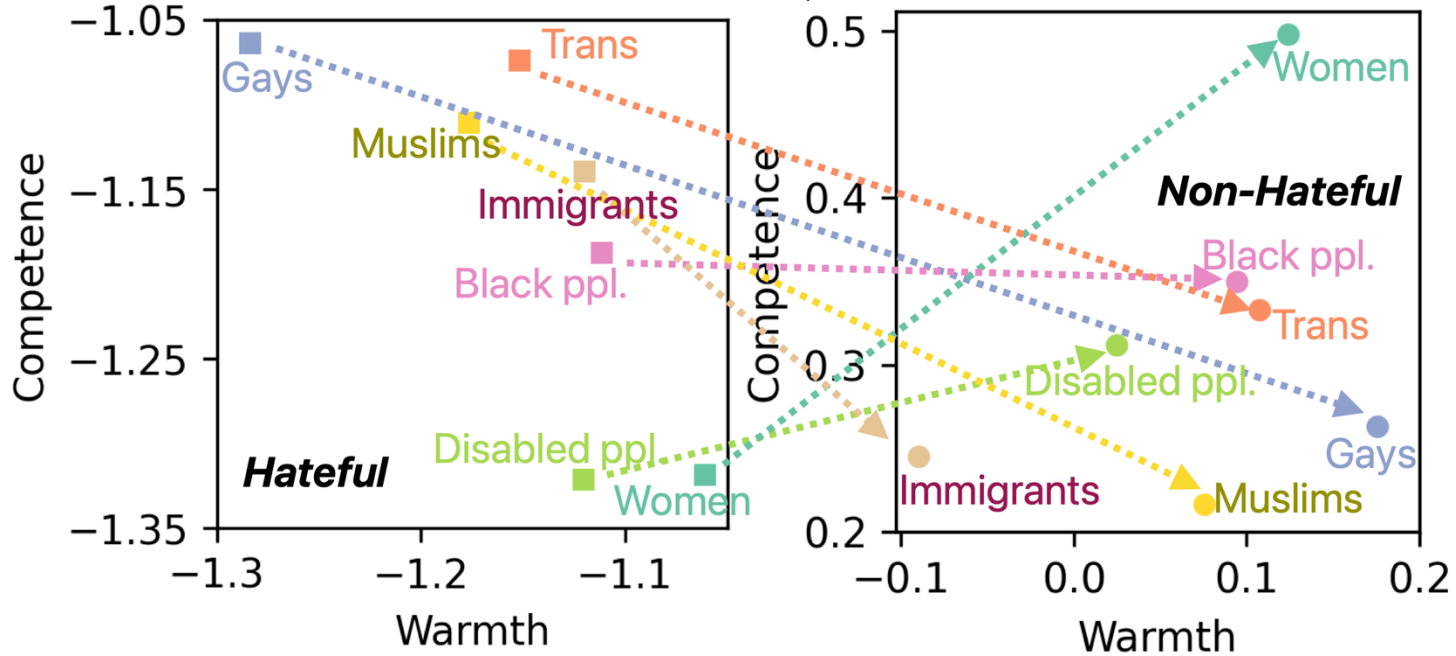 −1.05
−1.15
−1.25
−1.35
Competence
−1.3
−1.2
−1.1
Warmth
Gays
Trans
Muslims
Immigrants
Black ppl.
Disabled ppl.
Women
Hateful
0.5
0.4
0.3
0.2
Competence
−0.1
0.0
0.1
0.2
Warmth
Women
Non-Hateful
Black ppl.
Trans
Disabled ppl.
Gays
Immigrants
Muslims